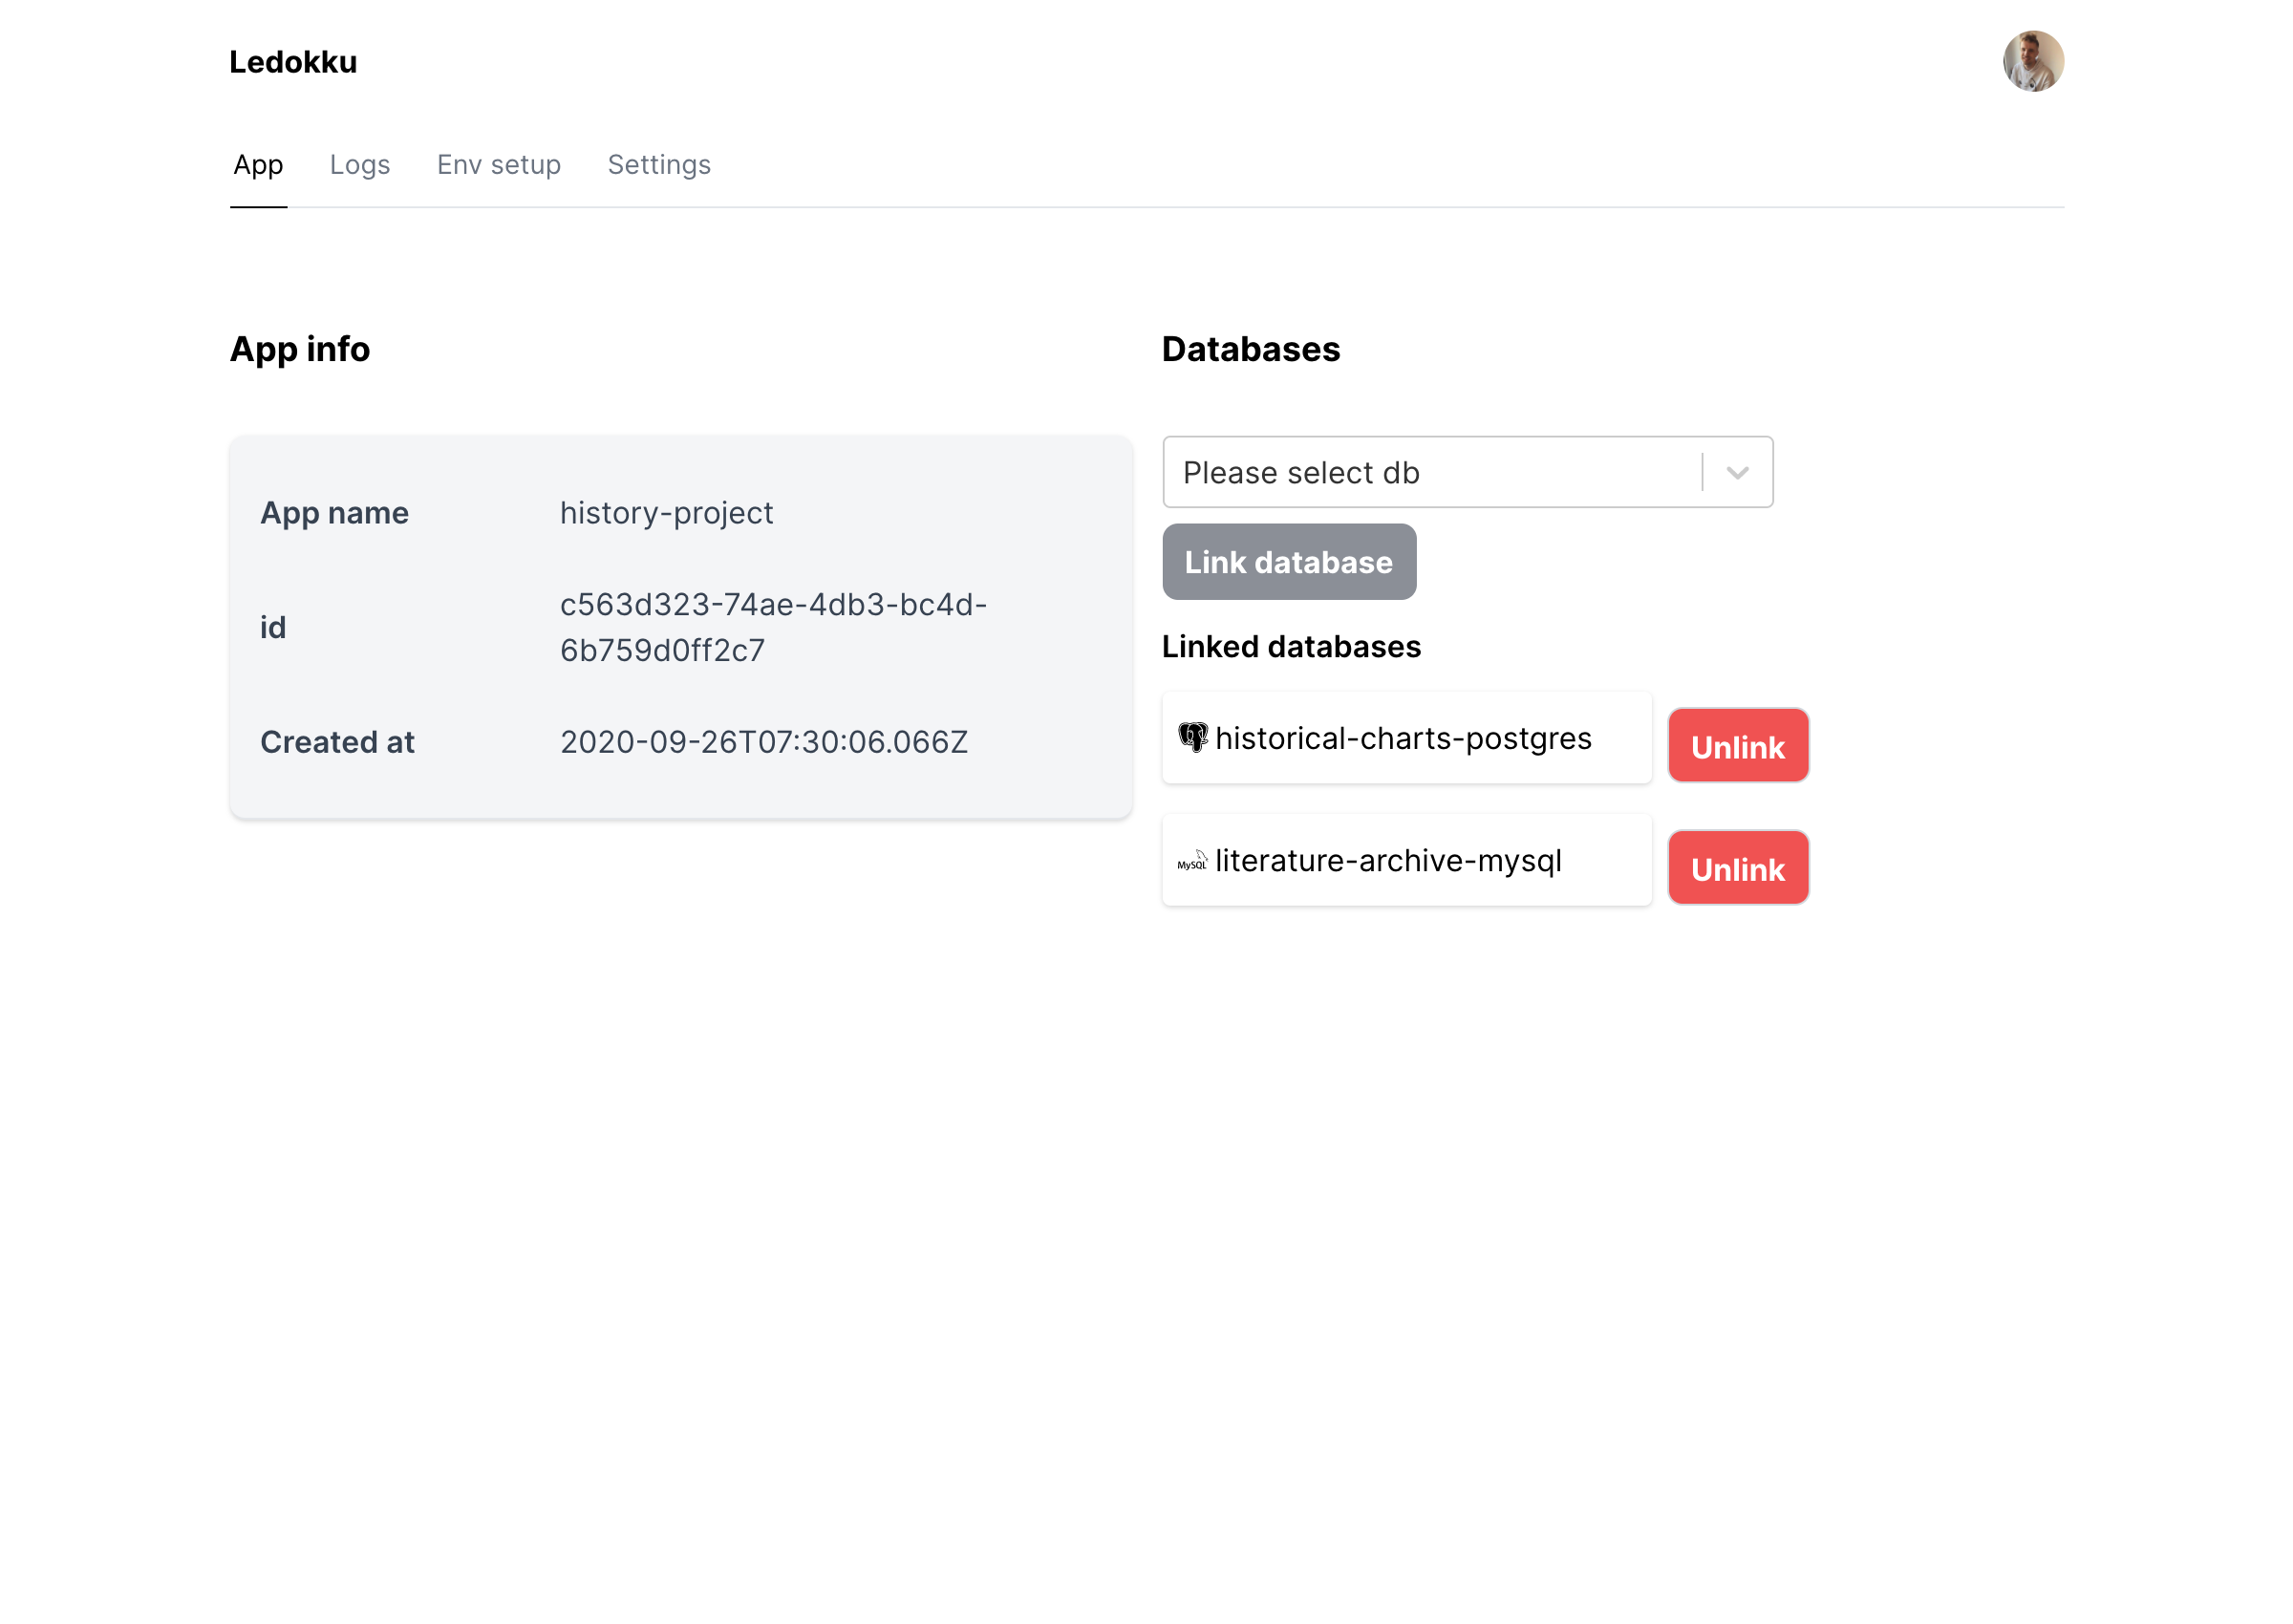 Ledokku
App Logs Env setup Settings
App info
App name history-project
id c563d323-74ae-4db3-bc4d-
6b759d0ff2c7
Created at 2020-09-26T07:30:06.066Z
Databases
Please select db
Link database
Linked databases
historical-charts-postgres Unlink
MySQL literature-archive-mysql Unlink